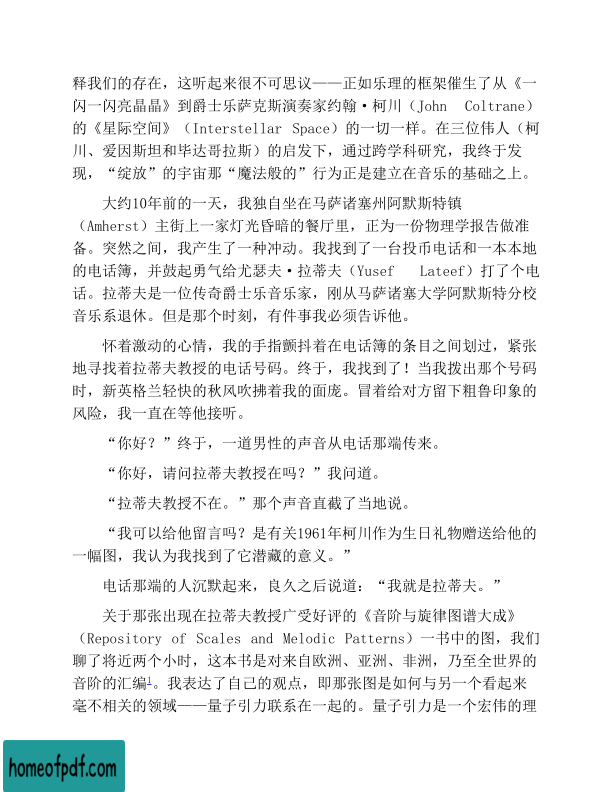 释我们的存在，这听起来很不可思议——正如乐理的框架催生了从《一
闪一闪亮晶晶》到爵士乐萨克斯演奏家约翰·柯川（John Coltrane）
的《星际空间》（Interstellar Space）的一切一样。在三位伟人（柯
川、爱因斯坦和毕达哥拉斯）的启发下，通过跨学科研究，我终于发
现，“绽放”的宇宙那“魔法般的”行为正是建立在音乐的基础之上。
大约10年前的一天，我独自坐在马萨诸塞州阿默斯特镇
（Amherst）主街上一家灯光昏暗的餐厅里，正为一份物理学报告做准
备。突然之间，我产生了一种冲动。我找到了一台投币电话和一本本地
的电话簿，并鼓起勇气给尤瑟夫·拉蒂夫（Yusef Lateef）打了个电
话。拉蒂夫是一位传奇爵士乐音乐家，刚从马萨诸塞大学阿默斯特分校
音乐系退休。但是那个时刻，有件事我必须告诉他。
怀着激动的心情，我的手指颤抖着在电话簿的条目之间划过，紧张
地寻找着拉蒂夫教授的电话号码。终于，我找到了！当我拨出那个号码
时，新英格兰轻快的秋风吹拂着我的面庞。冒着给对方留下粗鲁印象的
风险，我一直在等他接听。
“你好？”终于，一道男性的声音从电话那端传来。
“你好，请问拉蒂夫教授在吗？”我问道。
“拉蒂夫教授不在。”那个声音直截了当地说。
“我可以给他留言吗？是有关1961年柯川作为生日礼物赠送给他的
一幅图，我认为我找到了它潜藏的意义。”
电话那端的人沉默起来，良久之后说道：“我就是拉蒂夫。”
关于那张出现在拉蒂夫教授广受好评的《音阶与旋律图谱大成》
（Repository of Scales and Melodic Patterns）一书中的图，我们
聊了将近两个小时，这本书是对来自欧洲、亚洲、非洲，乃至全世界的
音阶的汇编1。我表达了自己的观点，即那张图是如何与另一个看起来
毫不相关的领域——量子引力联系在一起的。量子引力是一个宏伟的理
homeofpdf.com